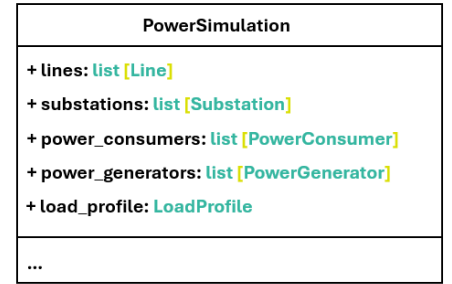 PowerSimulation
+ lines: list [Line]
+ substations: list [Substation]
+ power_consumers: list [PowerConsumer]
+ power_generators: list [PowerGenerator]
+ load_profile: LoadProfile
...